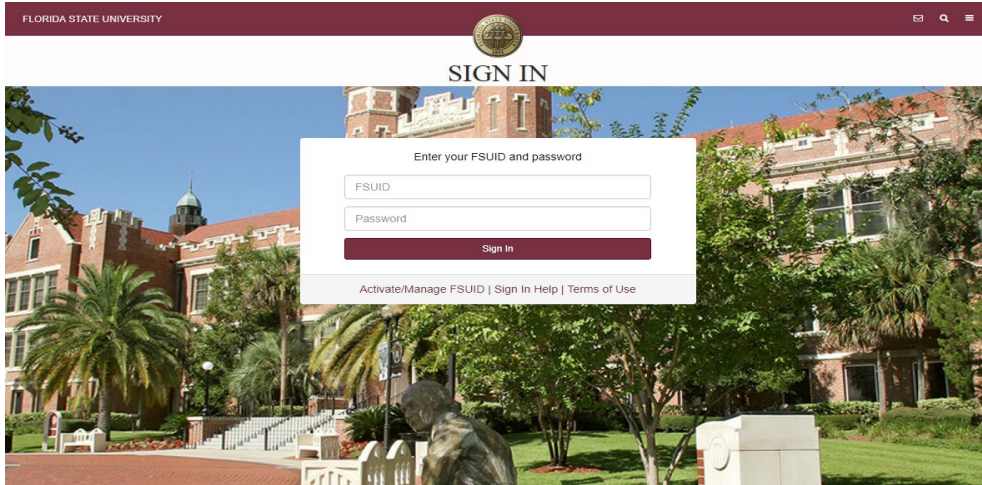 FLORIDA STATE UNIVERSITY
SIGN IN
Enter your FSUID and password
FSUID
Password
Sign In
Activate/Manage FSUID | Sign In Help | Terms of Use